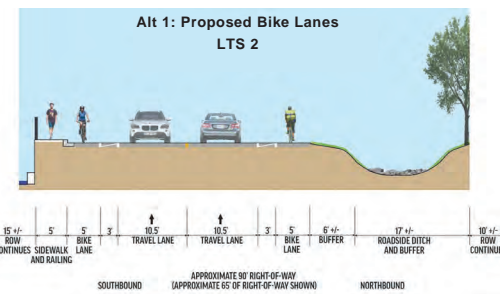 Alt 1: Proposed Bike Lanes
LTS 2
15' +/- 5' 5' 3' 10.5' 10.5' 3' 5' 6' +/- 17' +/- 10' +/-
ROW SIDEWALK BIKE TRAVEL LANE TRAVEL LANE BIKE BUFFER ROADSIDE DITCH ROW
CONTINUES AND RAILING LANE LANE AND BUFFER CONTINUES
APPROXIMATE 90' RIGHT-OF-WAY
SOUTHBOUND (APPROXIMATE 65' OF RIGHT-OF-WAY SHOWN) NORTHBOUND